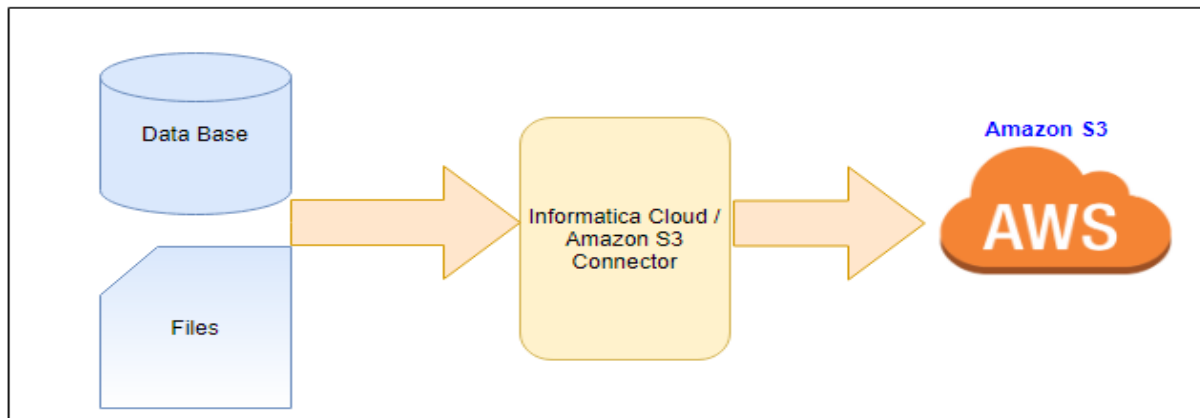 Data Base
Files
Informatica Cloud /
Amazon S3
Connector
Amazon S3
AWS